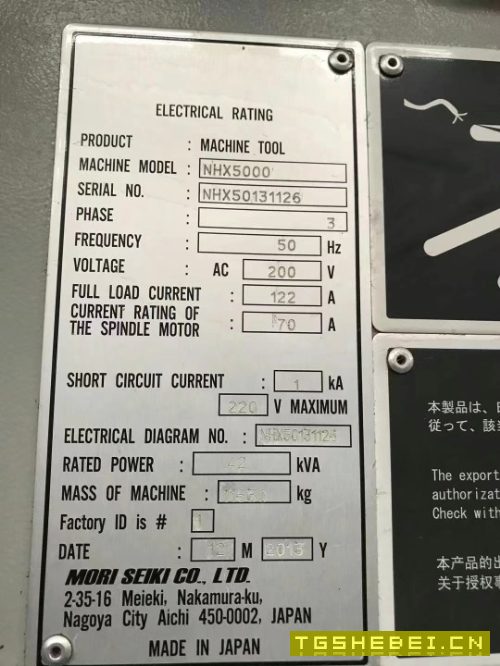 ELECTRICAL RATING
PRODUCT : MACHINE TOOL
MACHINE MODEL : NHX5000
SERIAL NO. : NHX50131126
PHASE : 3
FREQUENCY : 50 Hz
VOLTAGE : AC 200 V
FULL LOAD CURRENT : 122 A
CURRENT RATING OF THE SPINDLE MOTOR : 70 A
SHORT CIRCUIT CURRENT : 1 kA
220 V MAXIMUM
ELECTRICAL DIAGRAM NO. : NHX50131126
RATED POWER : 42 kVA
MASS OF MACHINE : kg
Factory ID is # 1
DATE : 12 M 2013 Y
MORI SEIKI CO., LTD.
2-35-16 Meieki, Nakamura-ku,
Nagoya City Aichi 450-0002, JAPAN
MADE IN JAPAN
本製品は、
従って、該
The export
authorizat
Check with
本产品的出
关于授权
TGSHEBEI.CN